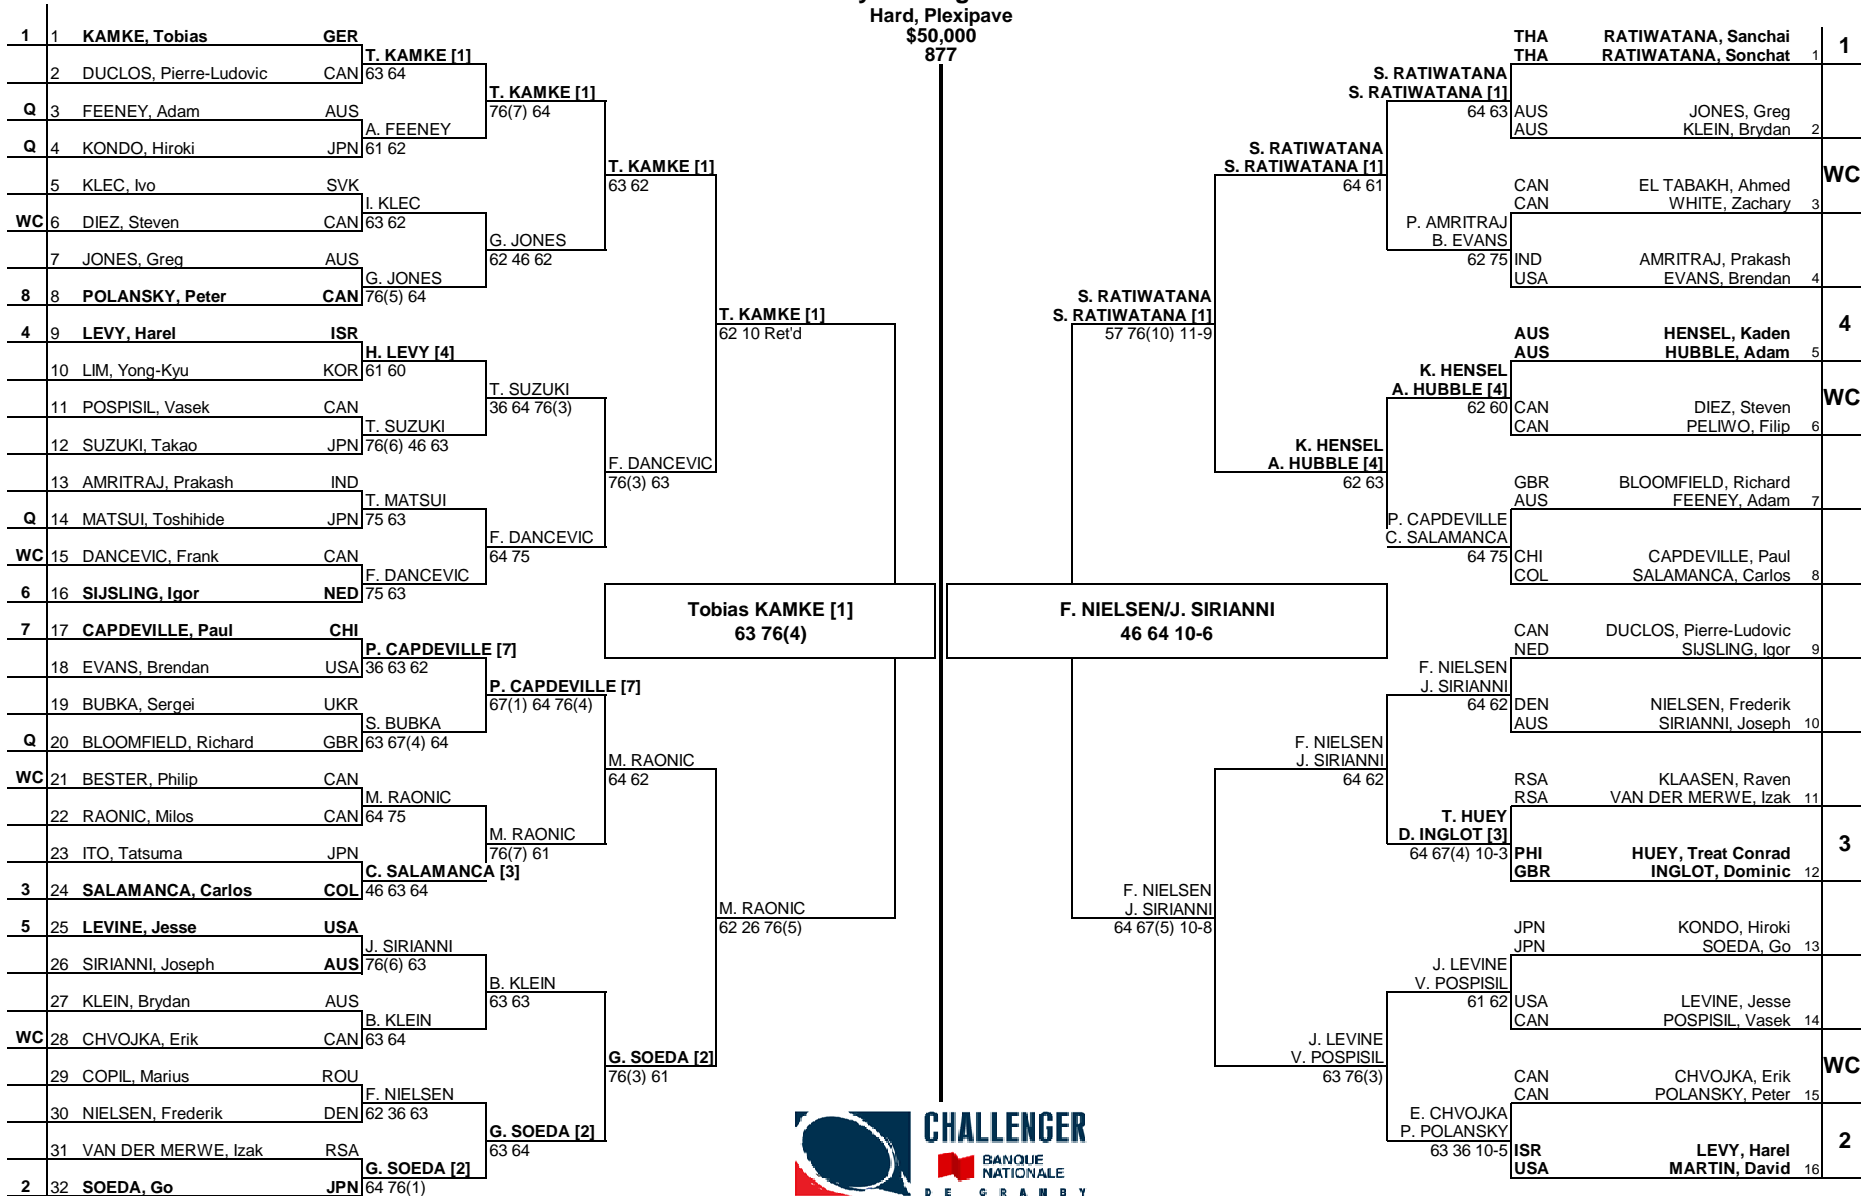 Hard, Plexipave
$50,000
877
1 1 KAMKE, Tobias GER
2 DUCLOS, Pierre-Ludovic CAN
Q 3 FEENEY, Adam AUS
Q 4 KONDO, Hiroki JPN
5 KLEC, Ivo SVK
WC 6 DIEZ, Steven CAN
7 JONES, Greg AUS
8 8 POLANSKY, Peter CAN
4 9 LEVY, Harel ISR
10 LIM, Yong-Kyu KOR
11 POSPISIL, Vasek CAN
12 SUZUKI, Takao JPN
13 AMRITRAJ, Prakash IND
Q 14 MATSUI, Toshihide JPN
WC 15 DANCEVIC, Frank CAN
6 16 SIJSLING, Igor NED
7 17 CAPDEVILLE, Paul CHI
18 EVANS, Brendan USA
19 BUBKA, Sergei UKR
Q 20 BLOOMFIELD, Richard GBR
WC 21 BESTER, Philip CAN
22 RAONIC, Milos CAN
23 ITO, Tatsuma JPN
3 24 SALAMANCA, Carlos COL
5 25 LEVINE, Jesse USA
26 SIRIANNI, Joseph AUS
27 KLEIN, Brydan AUS
WC 28 CHVOJKA, Erik CAN
29 COPIL, Marius ROU
30 NIELSEN, Frederik DEN
31 VAN DER MERWE, Izak RSA
2 32 SOEDA, Go JPN
T. KAMKE [1]
63 64
A. FEENEY
61 62
I. KLEC
63 62
G. JONES
76(5) 64
H. LEVY [4]
61 60
T. SUZUKI
76(6) 46 63
T. MATSUI
75 63
F. DANCEVIC
75 63
P. CAPDEVILLE [7]
36 63 62
S. BUBKA
63 67(4) 64
M. RAONIC
64 75
C. SALAMANCA [3]
46 63 64
J. SIRIANNI
76(6) 63
B. KLEIN
63 64
F. NIELSEN
62 36 63
G. SOEDA [2]
64 76(1)
T. KAMKE [1]
76(7) 64
G. JONES
62 46 62
T. SUZUKI
36 64 76(3)
F. DANCEVIC
64 75
P. CAPDEVILLE [7]
67(1) 64 76(4)
M. RAONIC
76(7) 61
B. KLEIN
63 63
G. SOEDA [2]
63 64
T. KAMKE [1]
63 62
F. DANCEVIC
76(3) 63
M. RAONIC
64 62
G. SOEDA [2]
76(3) 61
T. KAMKE [1]
62 10 Ret'd
M. RAONIC
62 26 76(5)
Tobias KAMKE [1]
63 76(4)
F. NIELSEN/J. SIRIANNI
46 64 10-6
S. RATIWATANA
S. RATIWATANA [1]
57 76(10) 11-9
F. NIELSEN
J. SIRIANNI
64 67(5) 10-8
S. RATIWATANA
S. RATIWATANA [1]
64 61
K. HENSEL
A. HUBBLE [4]
62 63
F. NIELSEN
J. SIRIANNI
64 62
J. LEVINE
V. POSPISIL
63 76(3)
S. RATIWATANA
S. RATIWATANA [1]
64 63
P. AMRITRAJ
B. EVANS
62 75
K. HENSEL
A. HUBBLE [4]
62 60
P. CAPDEVILLE
C. SALAMANCA
64 75
F. NIELSEN
J. SIRIANNI
64 62
T. HUEY
D. INGLOT [3]
64 67(4) 10-3
J. LEVINE
V. POSPISIL
61 62
E. CHVOJKA
P. POLANSKY
63 36 10-5
THA RATIWATANA, Sanchai
THA RATIWATANA, Sonchat 1 1
AUS JONES, Greg
AUS KLEIN, Brydan 2
CAN EL TABAKH, Ahmed WC
CAN WHITE, Zachary 3
IND AMRITRAJ, Prakash
USA EVANS, Brendan 4
AUS HENSEL, Kaden 4
AUS HUBBLE, Adam 5
CAN DIEZ, Steven WC
CAN PELIWO, Filip 6
GBR BLOOMFIELD, Richard
AUS FEENEY, Adam 7
CHI CAPDEVILLE, Paul
COL SALAMANCA, Carlos 8
CAN DUCLOS, Pierre-Ludovic
NED SIJSLING, Igor 9
DEN NIELSEN, Frederik
AUS SIRIANNI, Joseph 10
RSA KLAASEN, Raven
RSA VAN DER MERWE, Izak 11
PHI HUEY, Treat Conrad 3
GBR INGLOT, Dominic 12
JPN KONDO, Hiroki
JPN SOEDA, Go 13
USA LEVINE, Jesse
CAN POSPISIL, Vasek 14
CAN CHVOJKA, Erik WC
CAN POLANSKY, Peter 15
ISR LEVY, Harel 2
USA MARTIN, David 16
CHALLENGER
BANQUE
NATIONALE
DE GRANBY